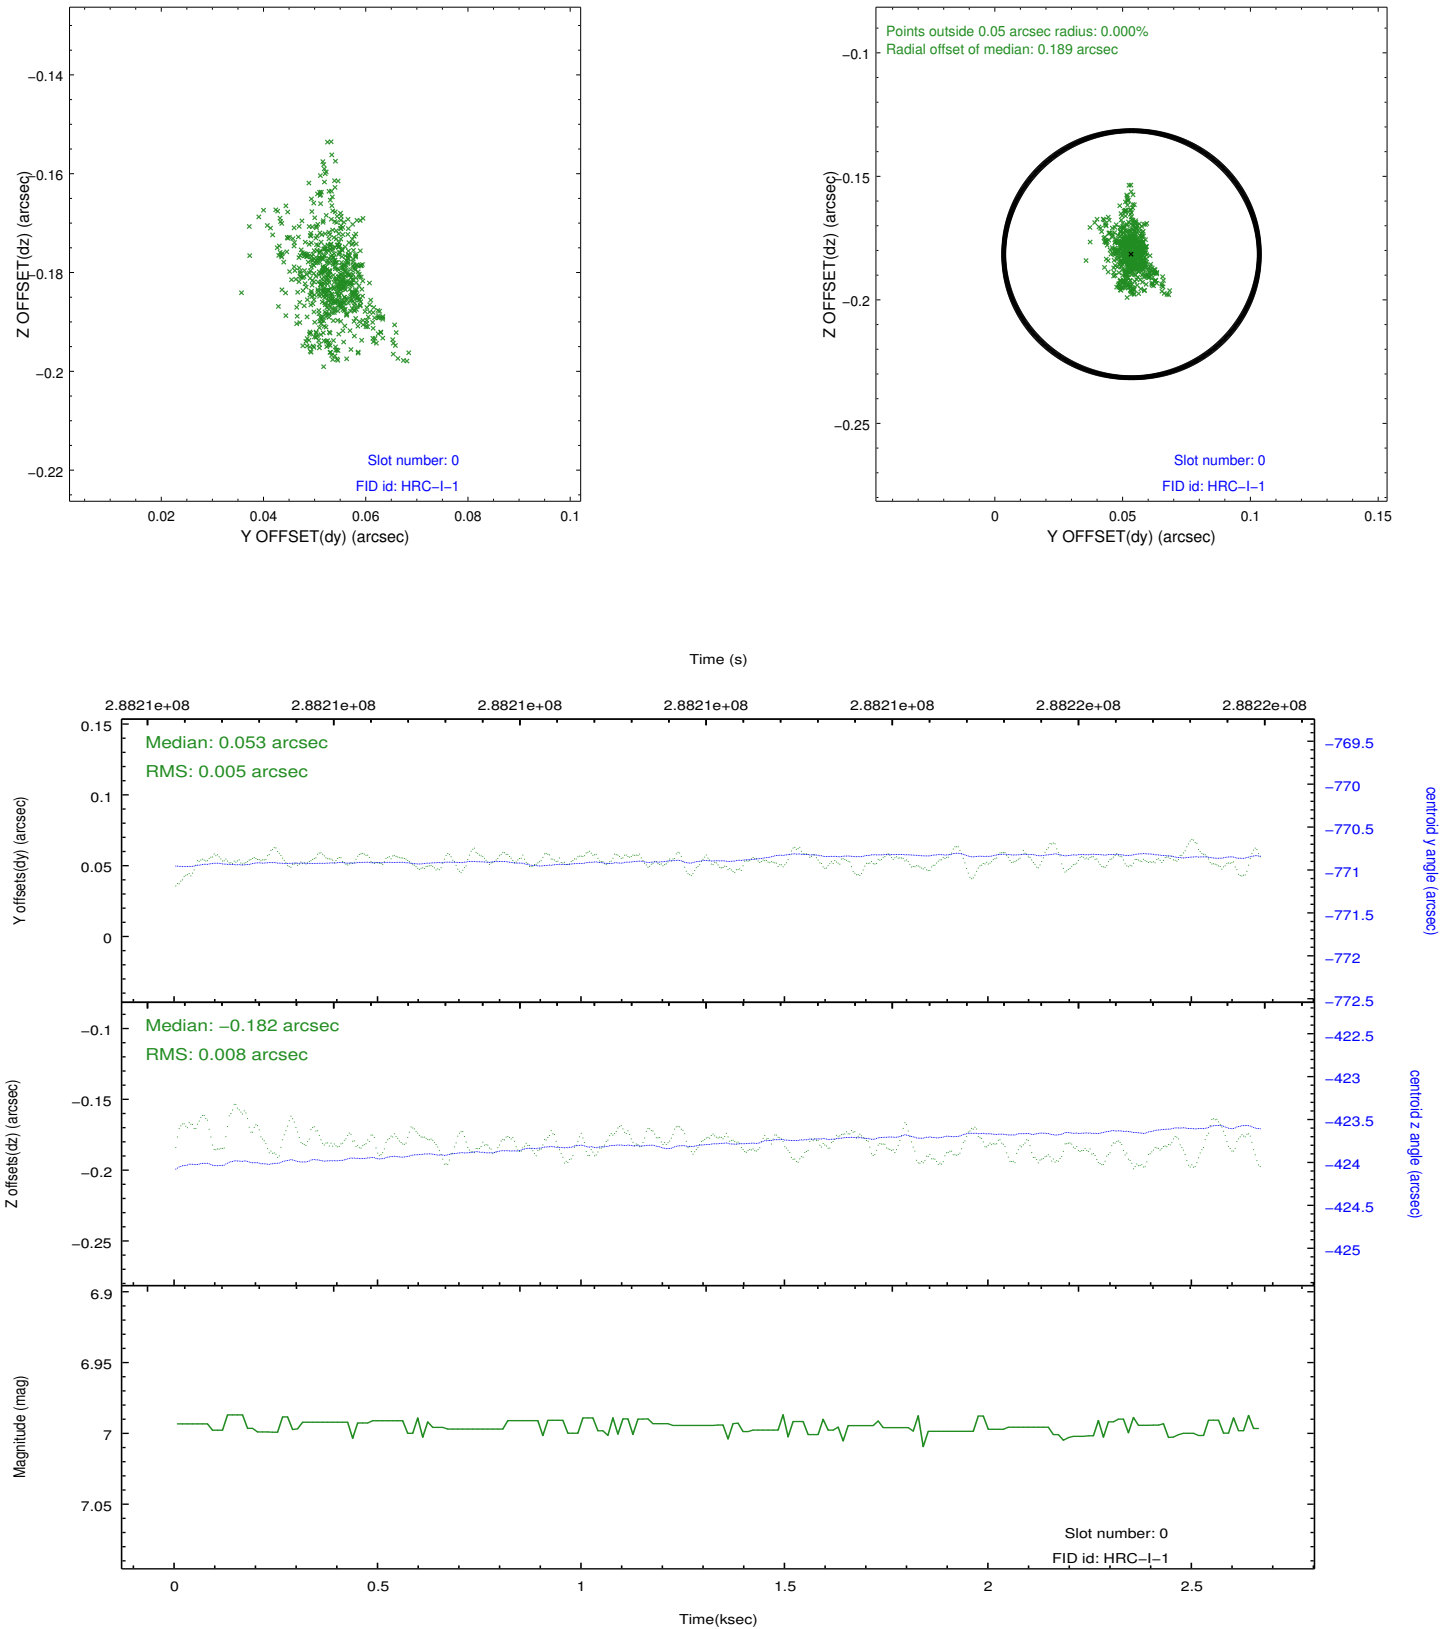 −0.14
−0.16
−0.18
−0.2
−0.22
Z OFFSET(dz) (arcsec)
Slot number: 0
FID id: HRC−I−1
0.02 0.04 0.06 0.08 0.1
Y OFFSET(dy) (arcsec)
Points outside 0.05 arcsec radius: 0.000%
Radial offset of median: 0.189 arcsec
−0.1
−0.15
−0.2
−0.25
Z OFFSET(dz) (arcsec)
Slot number: 0
FID id: HRC−I−1
0 0.05 0.1 0.15
Y OFFSET(dy) (arcsec)
Time (s)
2.8821e+08 2.8821e+08 2.8821e+08 2.8821e+08 2.8821e+08 2.8822e+08 2.8822e+08
Median: 0.053 arcsec
RMS: 0.005 arcsec
0.15
0.1
0.05
0
Y offsets(dy) (arcsec)
−769.5
−770
−770.5
−771
−771.5
−772
−772.5
centroid y angle (arcsec)
Median: −0.182 arcsec
RMS: 0.008 arcsec
−0.1
−0.15
−0.2
−0.25
Z offsets(dz) (arcsec)
−422.5
−423
−423.5
−424
−424.5
−425
centroid z angle (arcsec)
6.9
6.95
7
7.05
Magnitude (mag)
Slot number: 0
FID id: HRC−I−1
0 0.5 1 1.5 2 2.5
Time(ksec)